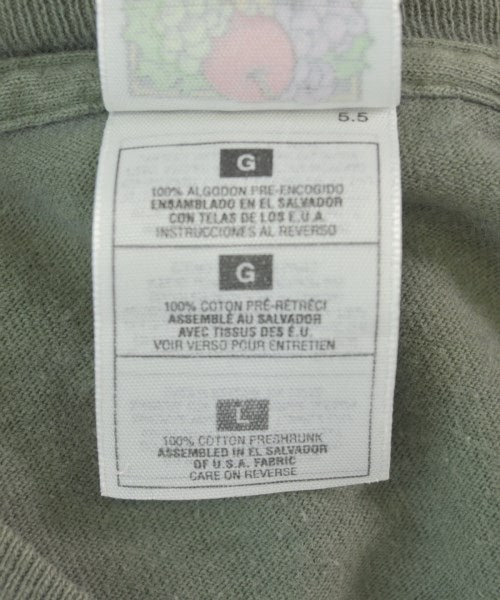 5.5
G
100% ALGODON PRE-ENCOGIDO
ENSAMBLADO EN EL SALVADOR
CON TELAS DE LOS E.U.A.
INSTRUCCIONES AL REVERSO
G
100% COTON PRÉ-RÉTRÉCI
ASSEMBLÉ AU SALVADOR
AVEC TISSUS DES É.U.
VOIR VERSO POUR ENTRETIEN
L
100% COTTON PRESHRUNK
ASSEMBLED IN EL SALVADOR
OF U.S.A. FABRIC
CARE ON REVERSE